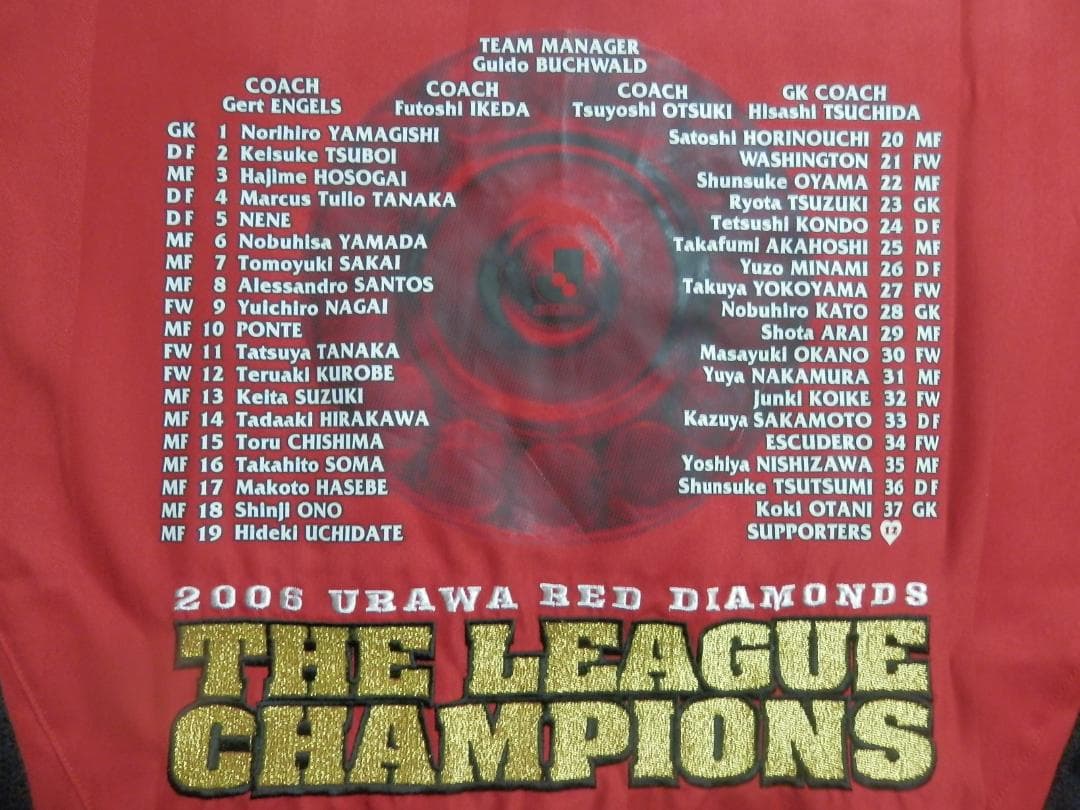 TEAM MANAGER
Guido BUCHWALD
COACH COACH COACH GK COACH
Gert ENGELS Futoshi IKEDA Tsuyoshi OTSUKI Hisashi TSUCHIDA
GK 1 Norihiro YAMAGISHI
DF 2 Keisuke TSUBOI
MF 3 Hajime HOSOGAI
DF 4 Marcus Tulio TANAKA
DF 5 NENE
MF 6 Nobuhisa YAMADA
MF 7 Tomoyuki SAKAI
MF 8 Alessandro SANTOS
FW 9 Yuichiro NAGAI
MF 10 PONTE
FW 11 Tatsuya TANAKA
FW 12 Teruaki KUROBE
MF 13 Keita SUZUKI
MF 14 Tadaaki HIRAKAWA
MF 15 Toru CHISHIMA
MF 16 Takahito SOMA
MF 17 Makoto HASEBE
MF 18 Shinji ONO
MF 19 Hideki UCHIDATE
Satoshi HORINOUCHI 20 MF
WASHINGTON 21 FW
Shunsuke OYAMA 22 MF
Ryota TSUZUKI 23 GK
Tetsushi KONDO 24 DF
Takafumi AKAHOSHI 25 MF
Yuzo MINAMI 26 DF
Takuya YOKOYAMA 27 FW
Nobuhiro KATO 28 GK
Shota ARAI 29 MF
Masayuki OKANO 30 FW
Yuya NAKAMURA 31 MF
Junki KOIKE 32 FW
Kazuya SAKAMOTO 33 DF
ESCUDERO 34 FW
Yoshiya NISHIZAWA 35 MF
Shunsuke TSUTSUMI 36 DF
Koki OTANI 37 GK
SUPPORTERS 12
2006 URAWA RED DIAMONDS
THE LEAGUE
CHAMPIONS